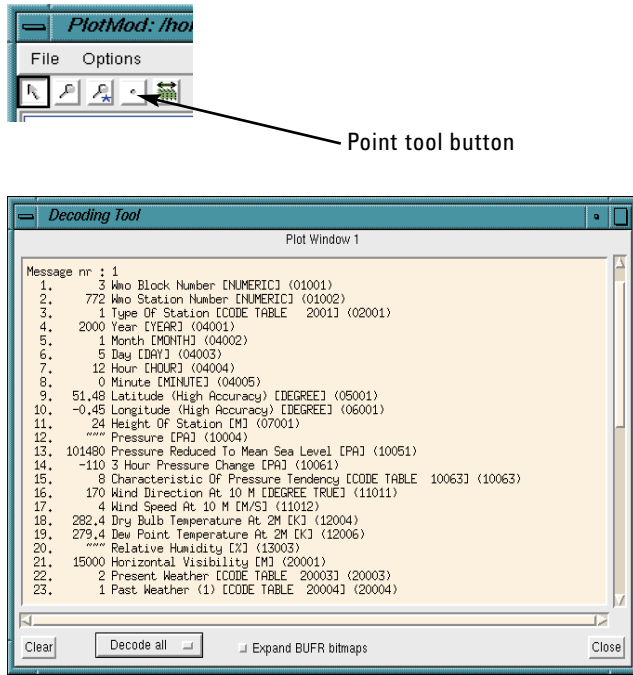 PlotMod: /ho
File Options
Point tool button
Decoding Tool
Plot Window 1
Message nr : 1
1. 3 Wmo Block Number [NUMERIC] (01001)
2. 772 Wmo Station Number [NUMERIC] (01002)
3. 1 Type Of Station [CODE TABLE 2001] (02001)
4. 2000 Year [YEAR] (04001)
5. 1 Month [MONTH] (04002)
6. 5 Day [DAY] (04003)
7. 12 Hour [HOUR] (04004)
8. 0 Minute [MINUTE] (04005)
9. 51.48 Latitude (High Accuracy) [DEGREE] (05001)
10. -0.45 Longitude (High Accuracy) [DEGREE] (06001)
11. 24 Height Of Station [M] (07001)
12. ~~~ Pressure [PA] (10004)
13. 101480 Pressure Reduced To Mean Sea Level [PA] (10051)
14. -110 3 Hour Pressure Change [PA] (10061)
15. 8 Characteristic Of Pressure Tendency [CODE TABLE 10063] (10063)
16. 170 Wind Direction At 10 M [DEGREE TRUE] (11011)
17. 4 Wind Speed At 10 M [M/S] (11012)
18. 282.4 Dry Bulb Temperature At 2M [K] (12004)
19. 279.4 Dew Point Temperature At 2M [K] (12006)
20. ~~~ Relative Humidity [%] (13003)
21. 15000 Horizontal Visibility [M] (20001)
22. 2 Present Weather [CODE TABLE 20003] (20003)
23. 1 Past Weather (1) [CODE TABLE 20004] (20004)
Clear Decode all Expand BUFR bitmaps Close